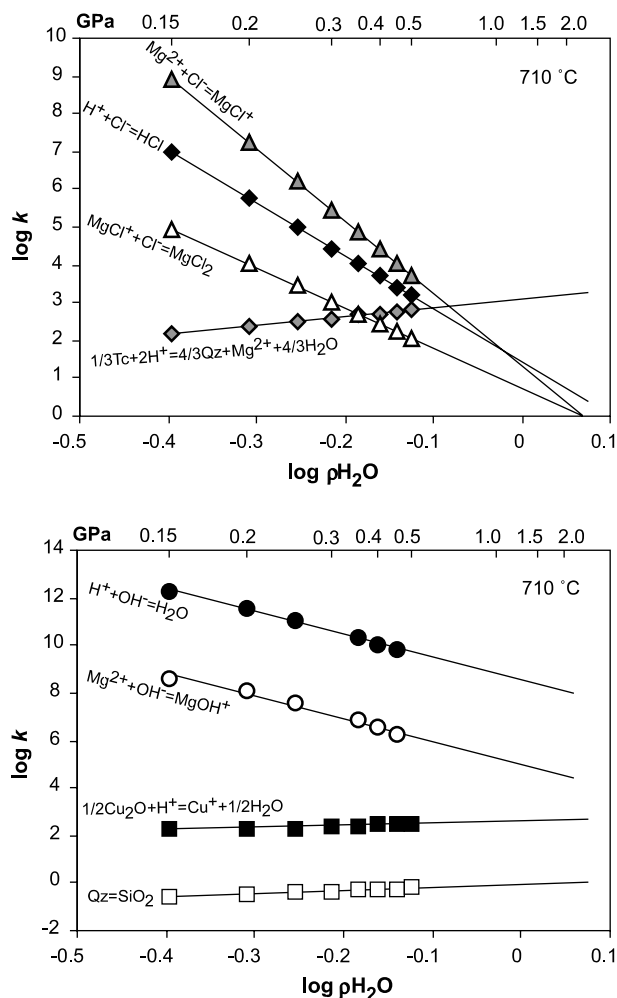 GPa 0.15 0.2 0.3 0.4 0.5 1.0 1.5 2.0
10
9
8
7
6
5
4
3
2
1
0
log k
710 °C
Mg2++Cl-=MgCl+
H++Cl-=HCl
MgCl++Cl-=MgCl2
1/3Tc+2H+=4/3Qz+Mg2++4/3H2O
-0.5 -0.4 -0.3 -0.2 -0.1 0 0.1
log ρH2O
GPa 0.15 0.2 0.3 0.4 0.5 1.0 1.5 2.0
14
12
10
8
6
4
2
0
-2
log k
710 °C
H++OH-=H2O
Mg2++OH-=MgOH+
1/2Cu2O+H+=Cu++1/2H2O
Qz=SiO2
-0.5 -0.4 -0.3 -0.2 -0.1 0 0.1
log ρH2O